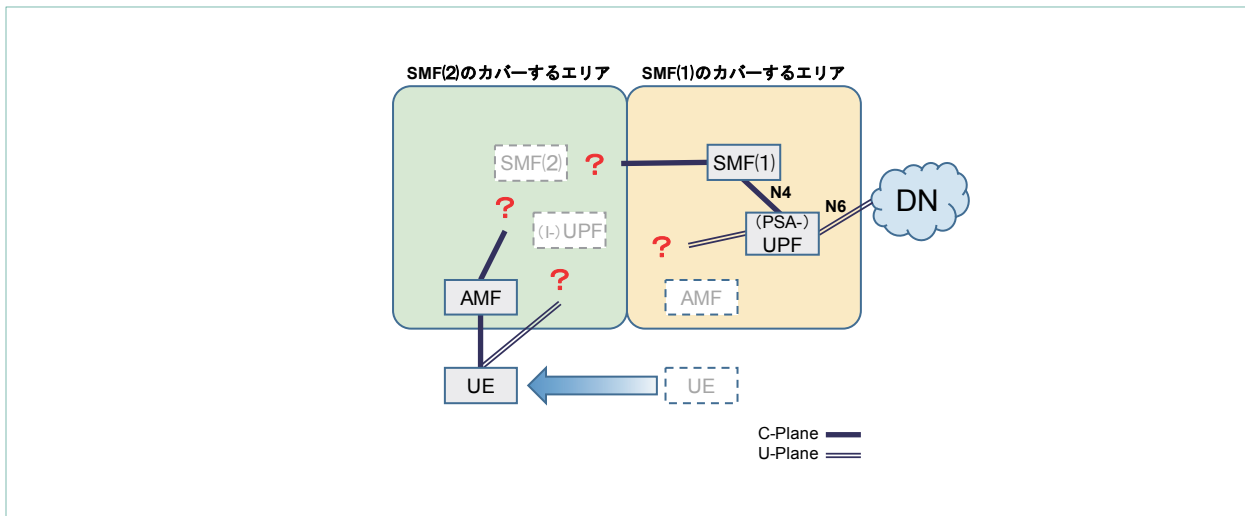 SMF(2)のカバーするエリア
SMF(1)のカバーするエリア
SMF(2)
?
SMF(1)
N4
?
(I-)UPF
?
(PSA-)
UPF
N6
DN
AMF
?
AMF
UE
UE
C-Plane
U-Plane